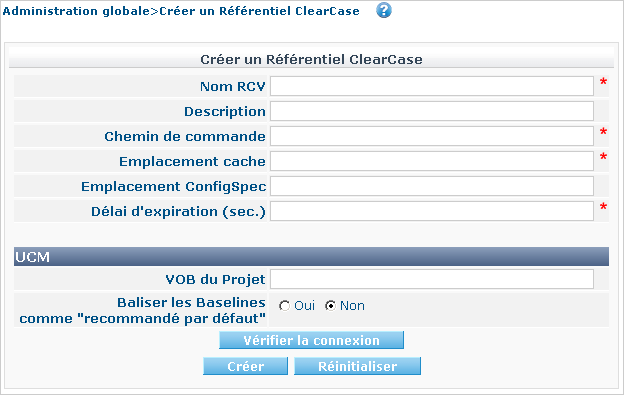 Administration globale>Créer un Référentiel ClearCase ?
Créer un Référentiel ClearCase
Nom RCV *
Description
Chemin de commande *
Emplacement cache *
Emplacement ConfigSpec
Délai d'expiration (sec.) *
UCM
VOB du Projet
Baliser les Baselines
comme "recommandé par défaut" Oui Non
Vérifier la connexion
Créer Réinitialiser